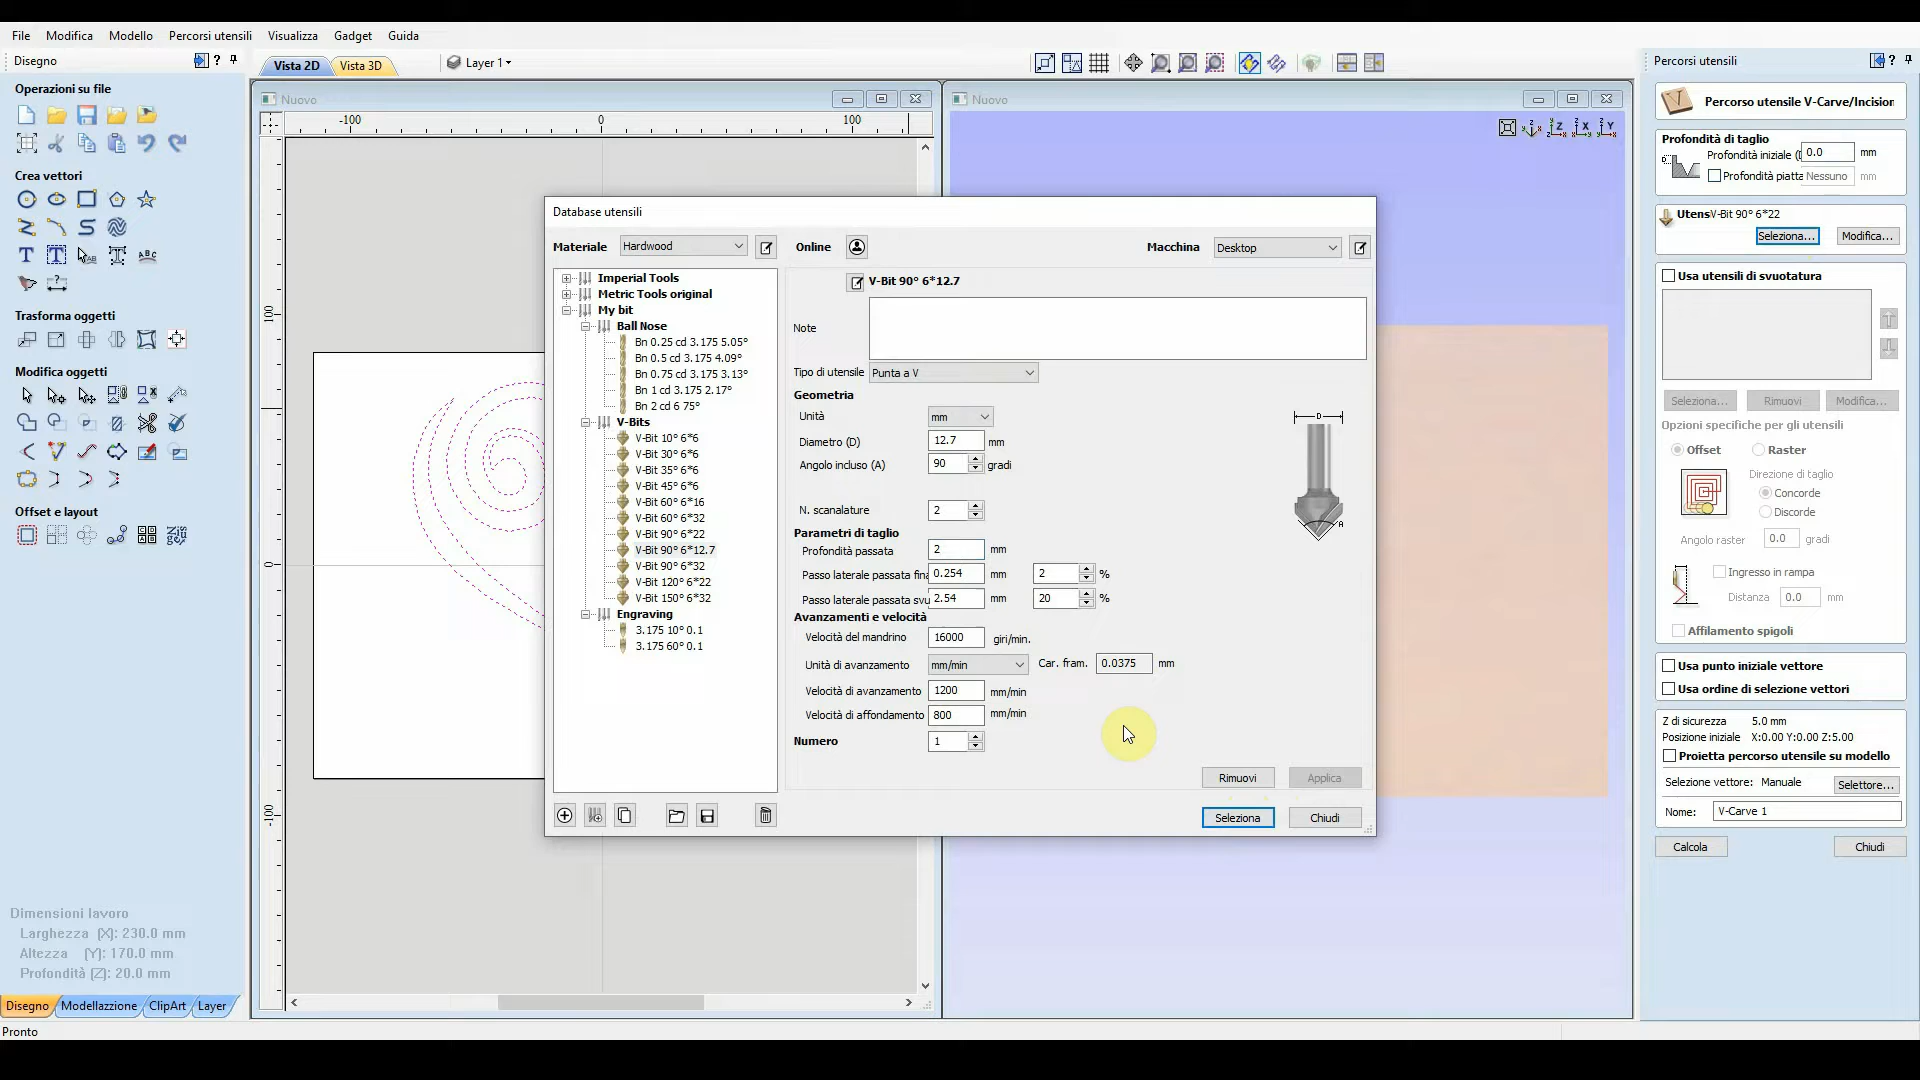 File Modifica Modello Percorsi utensili Visualizza Gadget Guida
Disegno
Vista 2D Vista 3D Layer 1
Percorsi utensili
Operazioni su file
Crea vettori
Trasforma oggetti
Modifica oggetti
Offset e layout
Dimensioni lavoro
Larghezza (X): 230.0 mm
Altezza (Y): 170.0 mm
Profondità (Z): 20.0 mm
Disegno Modellazzione ClipArt Layer
Pronto
Nuovo
-100 0 100
100
0
-100
Nuovo
Database utensili
Materiale Hardwood
Online
Macchina Desktop
Imperial Tools
Metric Tools original
My bit
Ball Nose
Bn 0.25 cd 3.175 5.05°
Bn 0.5 cd 3.175 4.09°
Bn 0.75 cd 3.175 3.13°
Bn 1 cd 3.175 2.17°
Bn 2 cd 6 75°
V-Bits
V-Bit 10° 6*6
V-Bit 30° 6*6
V-Bit 35° 6*6
V-Bit 45° 6*6
V-Bit 60° 6*16
V-Bit 60° 6*32
V-Bit 90° 6*22
V-Bit 90° 6*12.7
V-Bit 90° 6*32
V-Bit 120° 6*22
V-Bit 150° 6*32
Engraving
3.175 10° 0.1
3.175 60° 0.1
V-Bit 90° 6*12.7
Note
Tipo di utensile Punta a V
Geometria
Unità mm
Diametro (D) 12.7 mm
Angolo incluso (A) 90 gradi
N. scanalature 2
D
A
Parametri di taglio
Profondità passata 2 mm
Passo laterale passata fina 0.254 mm 2 %
Passo laterale passata svu 2.54 mm 20 %
Avanzamenti e velocità
Velocità del mandrino 16000 giri/min.
Unità di avanzamento mm/min Car. fram. 0.0375 mm
Velocità di avanzamento 1200 mm/min
Velocità di affondamento 800 mm/min
Numero 1
Rimuovi Applica
Seleziona Chiudi
Percorso utensile V-Carve/Incision
Profondità di taglio
Profondità iniziale (D 0.0 mm
Profondità piatta Nessuno mm
Utens V-Bit 90° 6*22
Seleziona... Modifica...
Usa utensili di svuotatura
Seleziona... Rimuovi Modifica...
Opzioni specifiche per gli utensili
Offset Raster
Direzione di taglio
Concorde
Discorde
Angolo raster 0.0 gradi
Ingresso in rampa
Distanza 0.0 mm
Affilamento spigoli
Usa punto iniziale vettore
Usa ordine di selezione vettori
Z di sicurezza 5.0 mm
Posizione iniziale X:0.00 Y:0.00 Z:5.00
Proietta percorso utensile su modello
Selezione vettore: Manuale Selettore...
Nome: V-Carve 1
Calcola Chiudi